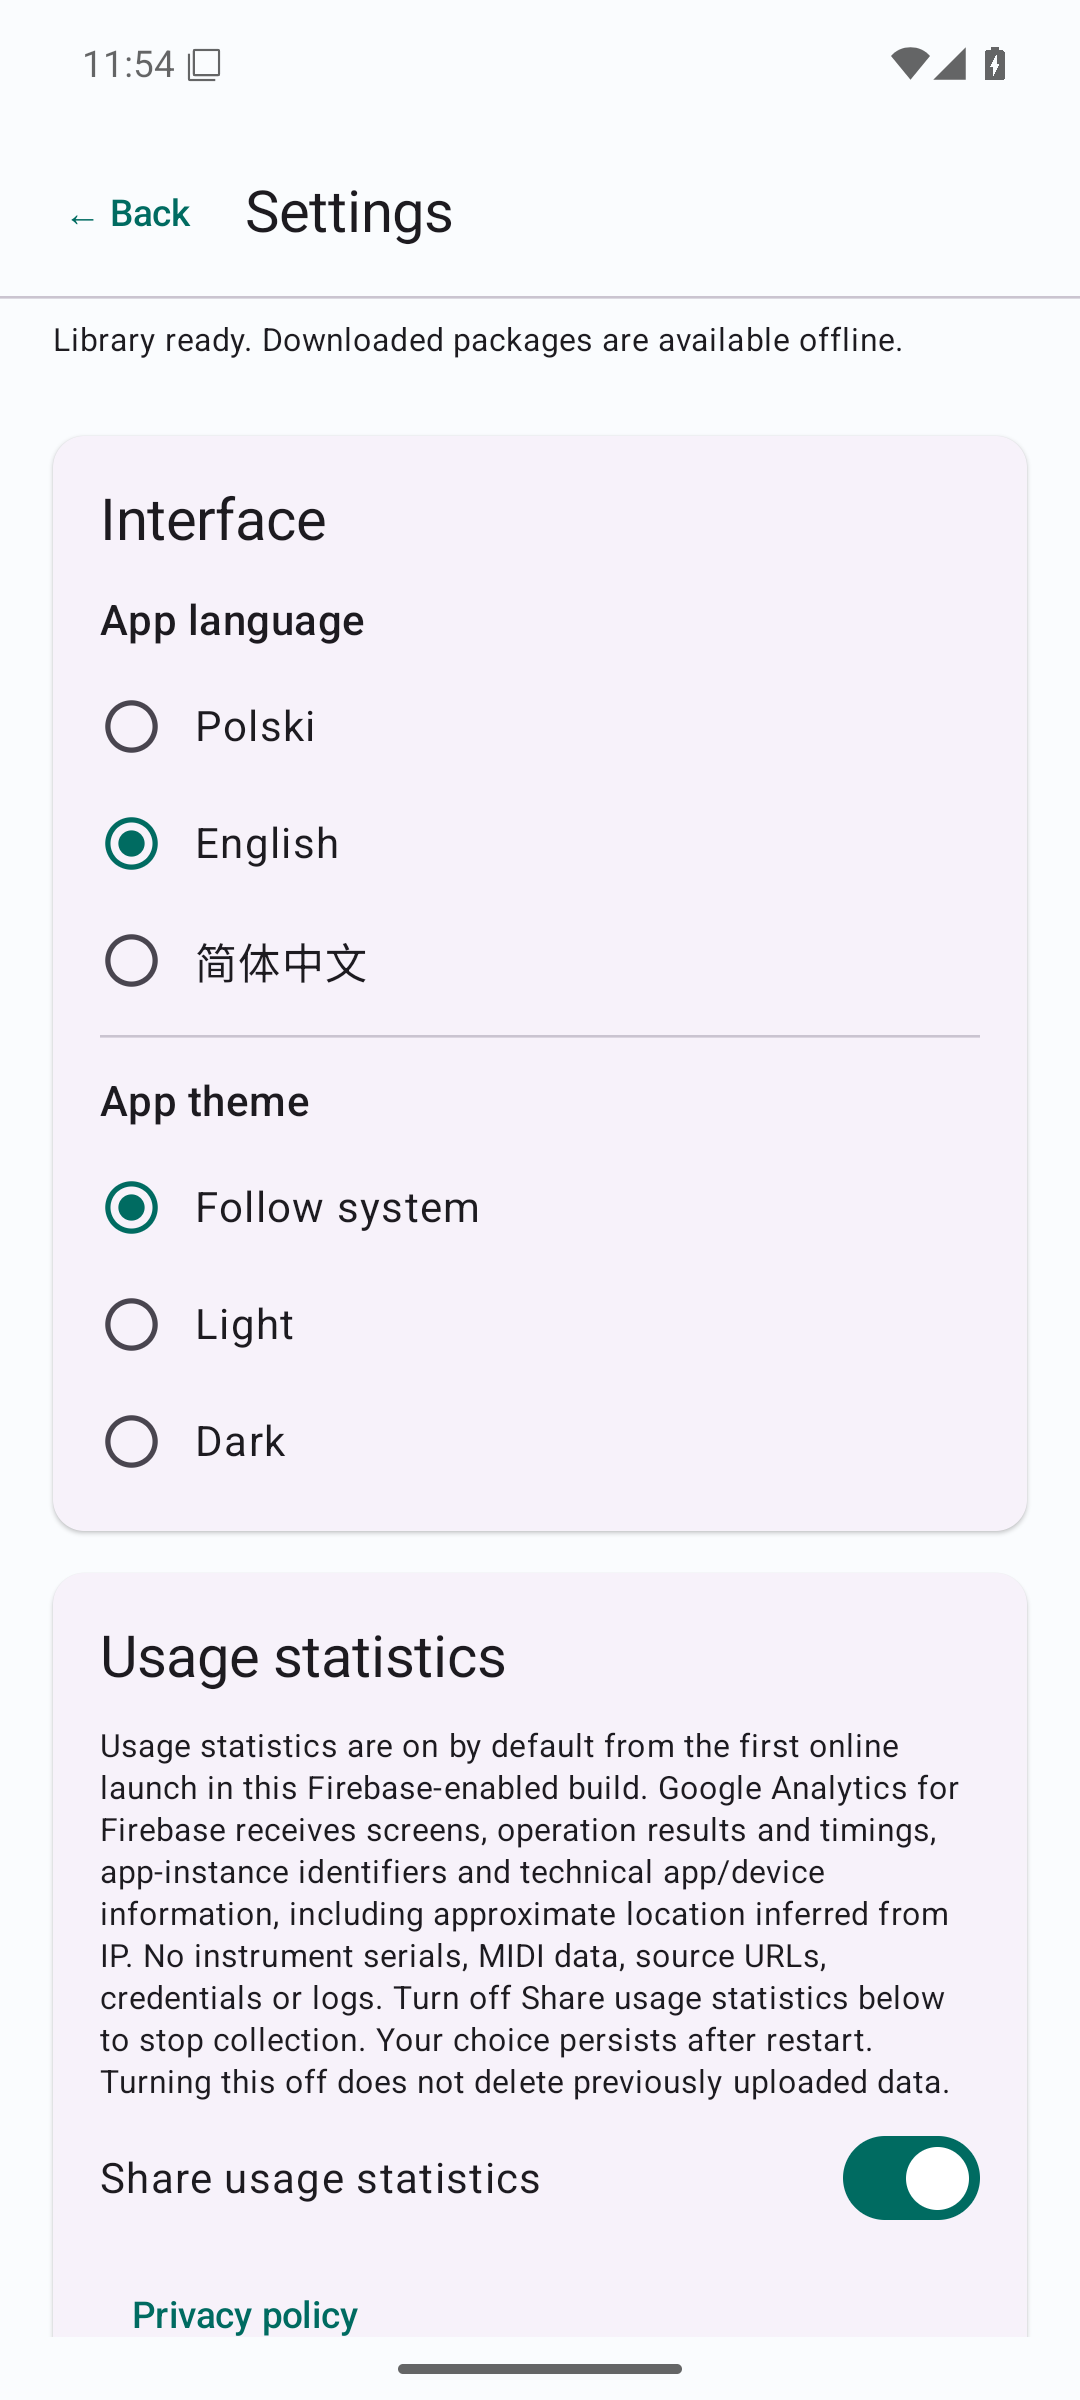 11:54
← Back
Settings
Library ready. Downloaded packages are available offline.
Interface
App language
Polski
English
简体中文
App theme
Follow system
Light
Dark
Usage statistics
Usage statistics are on by default from the first online
launch in this Firebase-enabled build. Google Analytics for
Firebase receives screens, operation results and timings,
app-instance identifiers and technical app/device
information, including approximate location inferred from
IP. No instrument serials, MIDI data, source URLs,
credentials or logs. Turn off Share usage statistics below
to stop collection. Your choice persists after restart.
Turning this off does not delete previously uploaded data.
Share usage statistics
Privacy policy